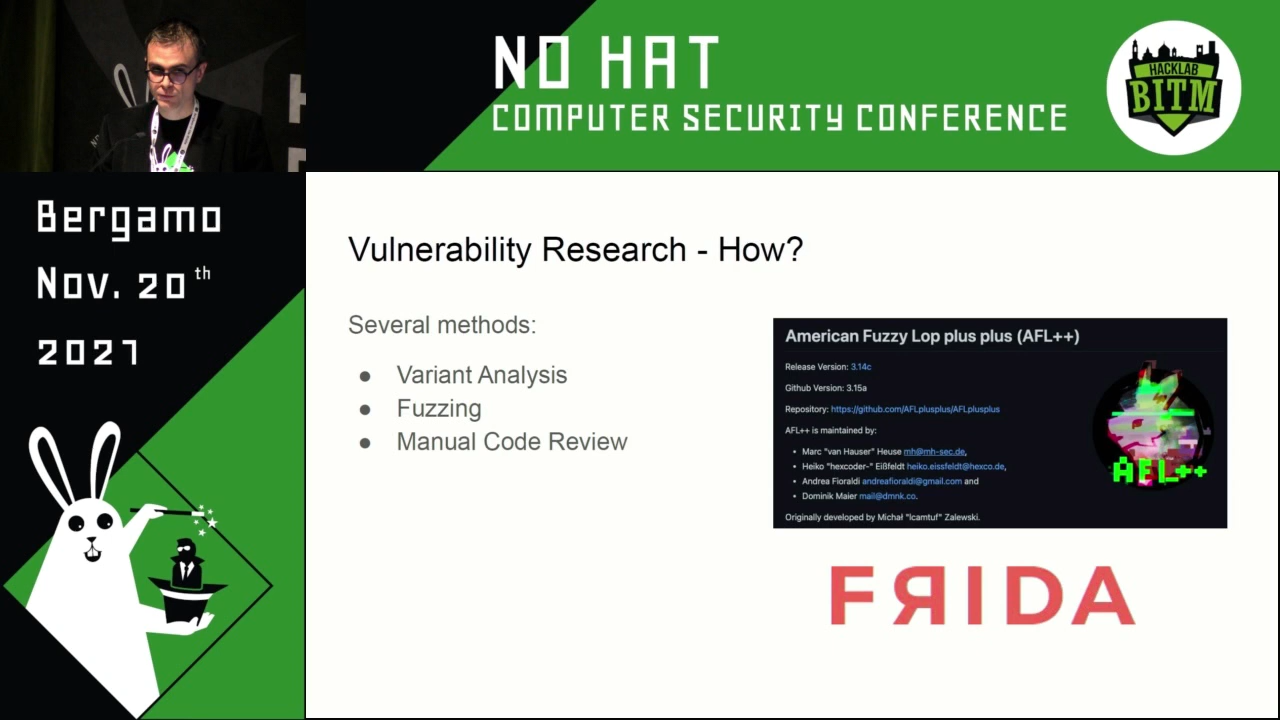 NO HAT
COMPUTER SECURITY CONFERENCE
HACKLAB
BITM
Bergamo
Nov. 20th
2021
Vulnerability Research - How?
Several methods:
● Variant Analysis
● Fuzzing
● Manual Code Review
American Fuzzy Lop plus plus (AFL++)
Release Version: 3.14c
Github Version: 3.15a
Repository: https://github.com/AFLplusplus/AFLplusplus
AFL++ is maintained by:
• Marc "van Hauser" Heuse mh@mh-sec.de,
• Heiko "hexcoder-" Eißfeldt heiko.eissfeldt@hexco.de,
• Andrea Fioraldi andreafioraldi@gmail.com and
• Dominik Maier mail@dmnk.co.
Originally developed by Michał "lcamtuf" Zalewski.
AFL++
FЯIDA